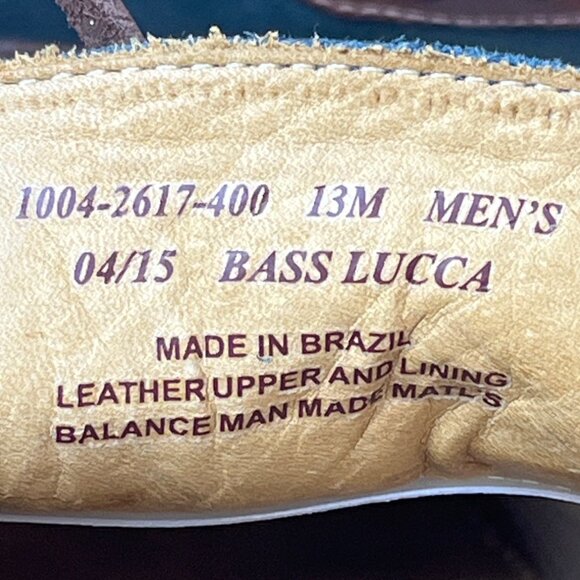 1004-2617-400 13M MEN'S
04/15 BASS LUCCA
MADE IN BRAZIL
LEATHER UPPER AND LINING
BALANCE MAN MADE MATL'S